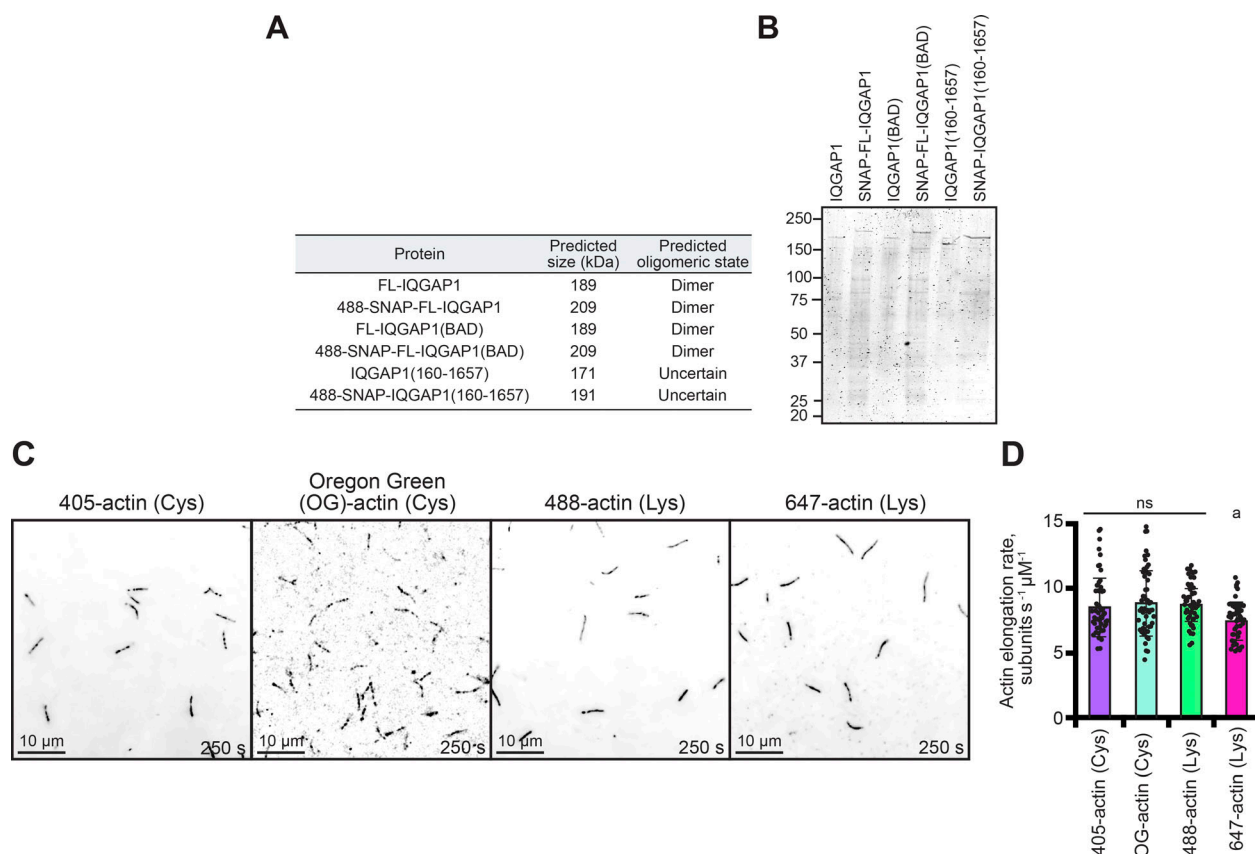 A
B
IQGAP1
SNAP-FL-IQGAP1
IQGAP1(BAD)
SNAP-FL-IQGAP1(BAD)
IQGAP1(160-1657)
SNAP-IQGAP1(160-1657)
250
150
100
75
50
37
25
20
Protein Predicted size (kDa) Predicted oligomeric state
FL-IQGAP1 189 Dimer
488-SNAP-FL-IQGAP1 209 Dimer
FL-IQGAP1(BAD) 189 Dimer
488-SNAP-FL-IQGAP1(BAD) 209 Dimer
IQGAP1(160-1657) 171 Uncertain
488-SNAP-IQGAP1(160-1657) 191 Uncertain
C
405-actin (Cys)
Oregon Green
(OG)-actin (Cys)
488-actin (Lys)
647-actin (Lys)
10 µm 250 s
10 µm 250 s
10 µm 250 s
10 µm 250 s
D
ns a
Actin elongation rate,
subunits s⁻¹ µM⁻¹
15
10
5
0
405-actin (Cys)
OG-actin (Cys)
488-actin (Lys)
647-actin (Lys)